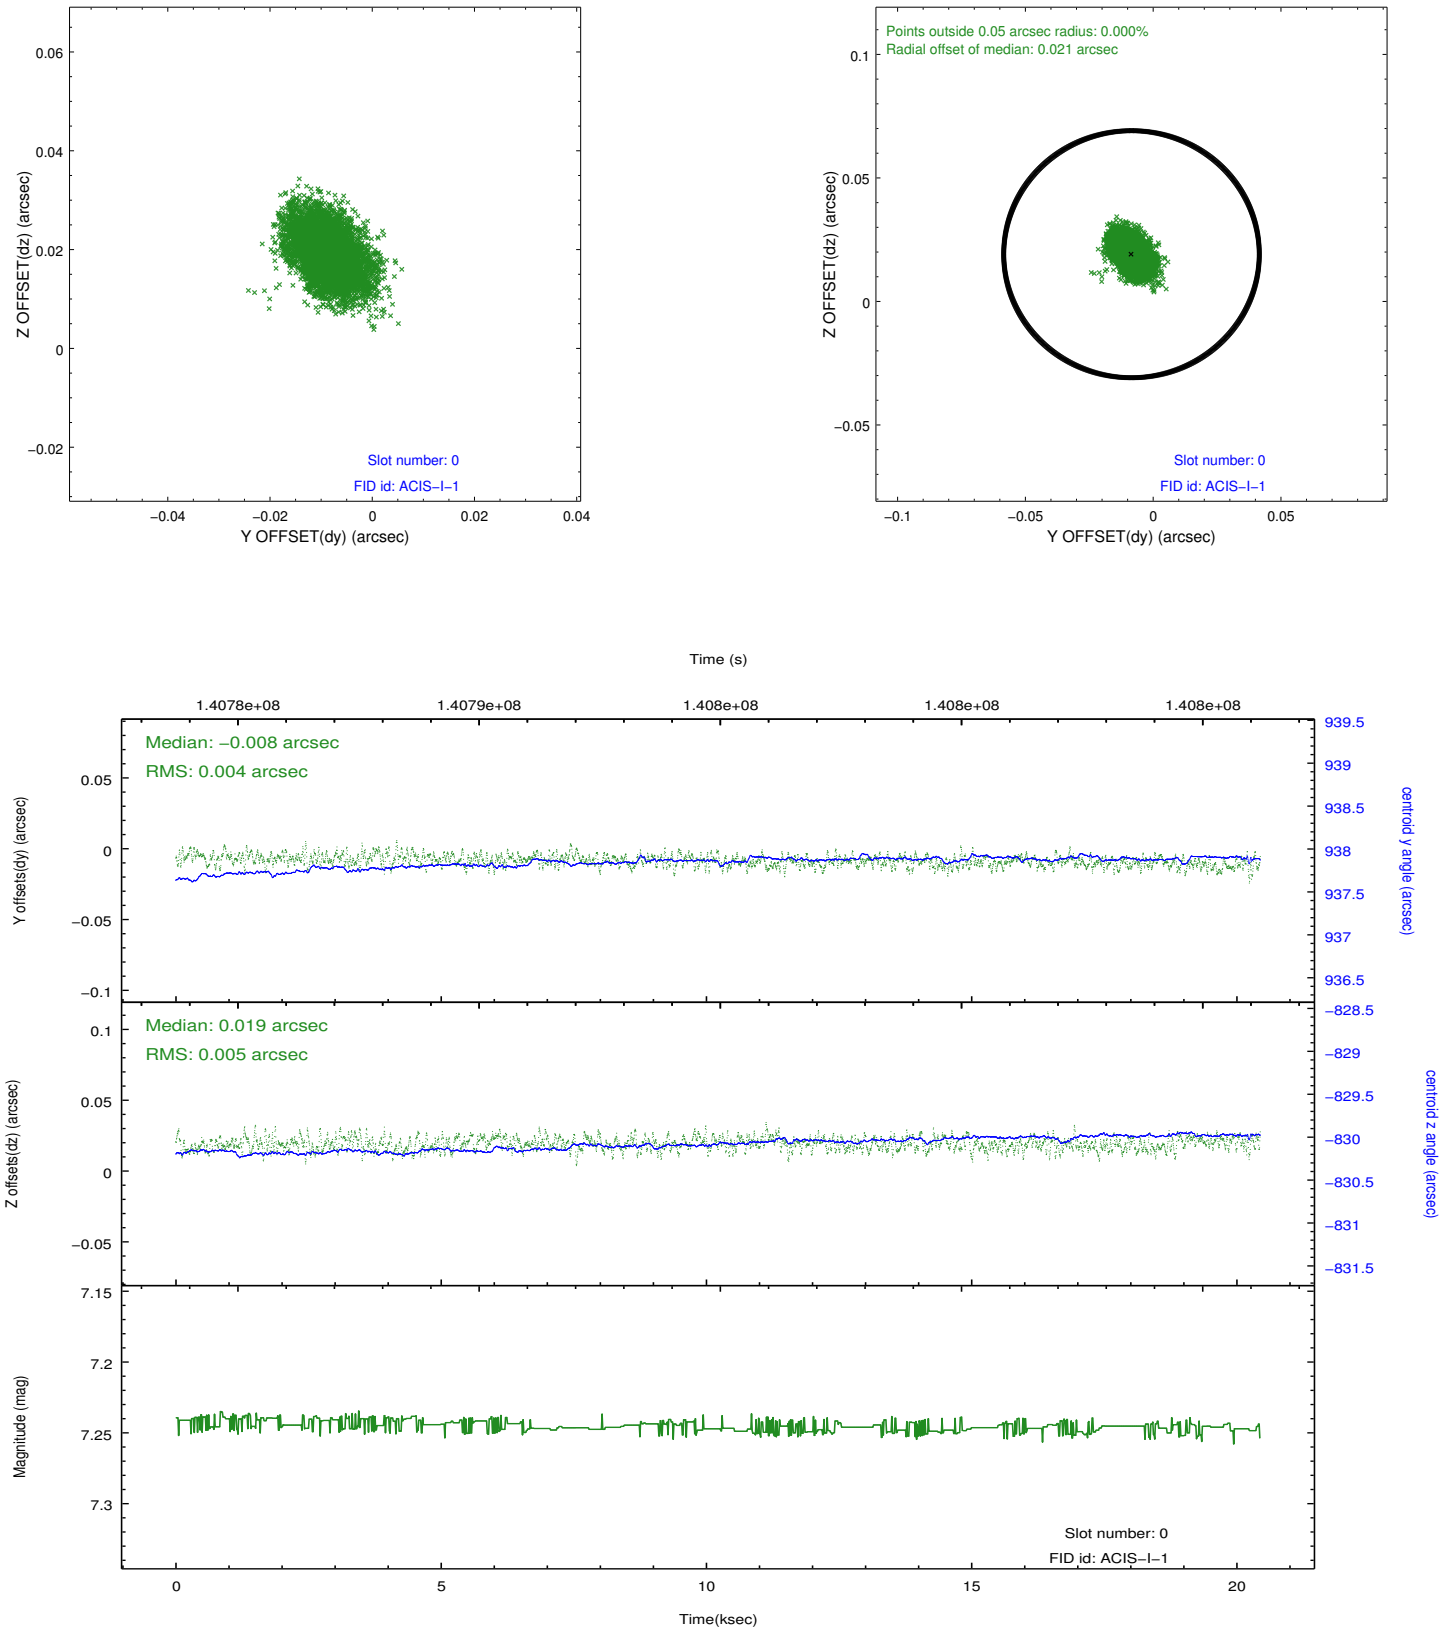 0.06
0.04
0.02
0
−0.02
Z OFFSET(dz) (arcsec)
Slot number: 0
FID id: ACIS−I−1
−0.04
−0.02
0
0.02
0.04
Y OFFSET(dy) (arcsec)
Points outside 0.05 arcsec radius: 0.000%
Radial offset of median: 0.021 arcsec
0.1
0.05
0
−0.05
Z OFFSET(dz) (arcsec)
Slot number: 0
FID id: ACIS−I−1
−0.1
−0.05
0
0.05
Y OFFSET(dy) (arcsec)
Time (s)
1.4078e+08
1.4079e+08
1.408e+08
1.408e+08
1.408e+08
Median: −0.008 arcsec
RMS: 0.004 arcsec
0.05
0
−0.05
−0.1
Y offsets(dy) (arcsec)
939.5
939
938.5
938
937.5
937
936.5
centroid y angle (arcsec)
Median: 0.019 arcsec
RMS: 0.005 arcsec
0.1
0.05
0
−0.05
Z offsets(dz) (arcsec)
−828.5
−829
−829.5
−830
−830.5
−831
−831.5
centroid z angle (arcsec)
7.15
7.2
7.25
7.3
Magnitude (mag)
Slot number: 0
FID id: ACIS−I−1
0
5
10
15
20
Time(ksec)